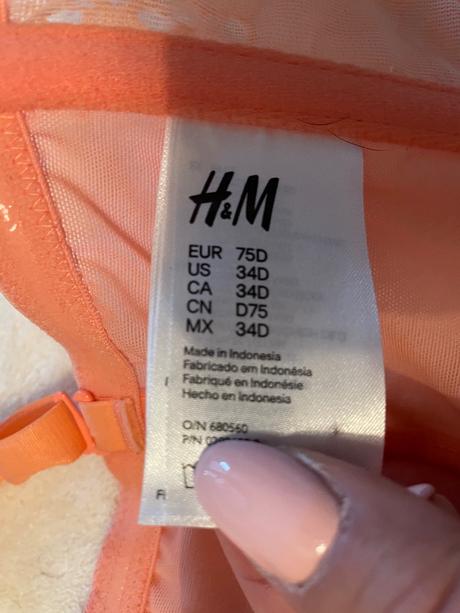 H&M
EUR 75D
US 34D
CA 34D
CN D75
MX 34D
Made in Indonesia
Fabricado em Indonésia
Fabriqué en Indonésie
Hecho en Indonesia
O/N 680560
P/N